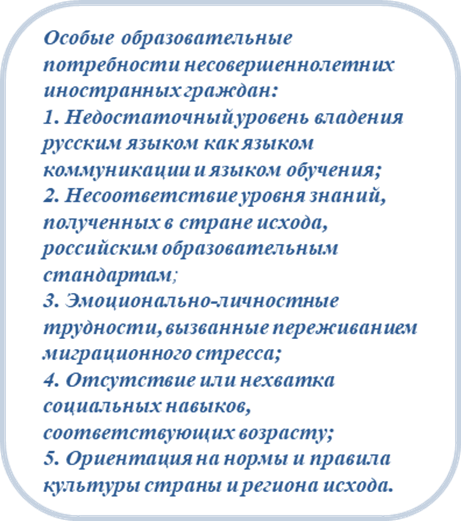 Особые образовательные
потребности несовершеннолетних
иностранных граждан:
1. Недостаточный уровень владения
русским языком как языком
коммуникации и языком обучения;
2. Несоответствие уровня знаний,
полученных в стране исхода,
российским образовательным
стандартам;
3. Эмоционально-личностные
трудности, вызванные переживанием
миграционного стресса;
4. Отсутствие или нехватка
социальных навыков,
соответствующих возрасту;
5. Ориентация на нормы и правила
культуры страны и региона исхода.